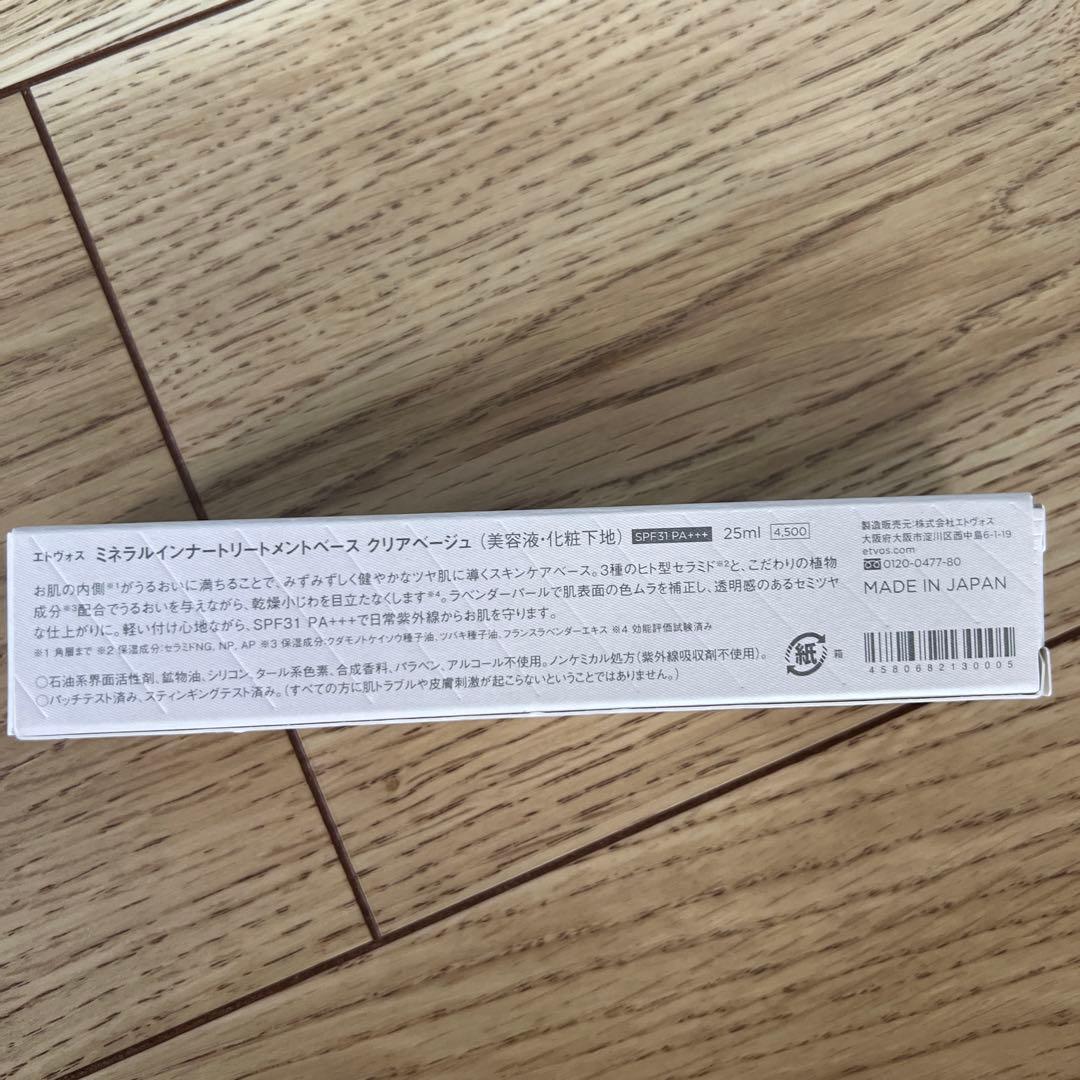 エトヴォス ミネラルインナートリートメントベース クリアベージュ（美容液・化粧下地） SPF31 PA+++ 25ml 4,500
お肌の内側※1がうるおいに満ちることで、みずみずしく健やかなツヤ肌に導くスキンケアベース。3種のヒト型セラミド※2と、こだわりの植物
成分※3配合でうるおいを与えながら、乾燥小じわを目立たなくします※4。ラベンダーパールで肌表面の色ムラを補正し、透明感のあるセミツヤ
な仕上がりに。軽い付け心地ながら、SPF31 PA+++で日常紫外線からお肌を守ります。
※1 角層まで ※2 保湿成分:セラミドNG, NP, AP ※3 保湿成分:クダモノトケイソウ種子油、ツバキ種子油、フランスラベンダーエキス ※4 効能評価試験済み
○石油系界面活性剤、鉱物油、シリコン、タール系色素、合成香料、パラベン、アルコール不使用。ノンケミカル処方(紫外線吸収剤不使用)。
○パッチテスト済み、スティンギングテスト済み。(すべての方に肌トラブルや皮膚刺激が起こらないということではありません。)
紙 箱
製造販売元:株式会社エトヴォス
大阪府大阪市淀川区西中島6-1-19
etvos.com
0120-0477-80
MADE IN JAPAN
4580682130005